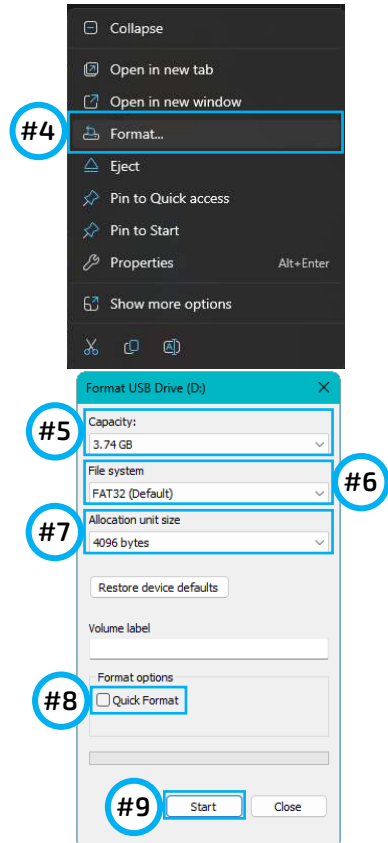 Collapse
Open in new tab
Open in new window
#4 Format...
Eject
Pin to Quick access
Pin to Start
Properties Alt+Enter
Show more options
Format USB Drive (D:)
Capacity:
#5 3.74 GB
File system
FAT32 (Default) #6
Allocation unit size
#7 4096 bytes
Restore device defaults
Volume label
Format options
#8 Quick Format
#9 Start Close